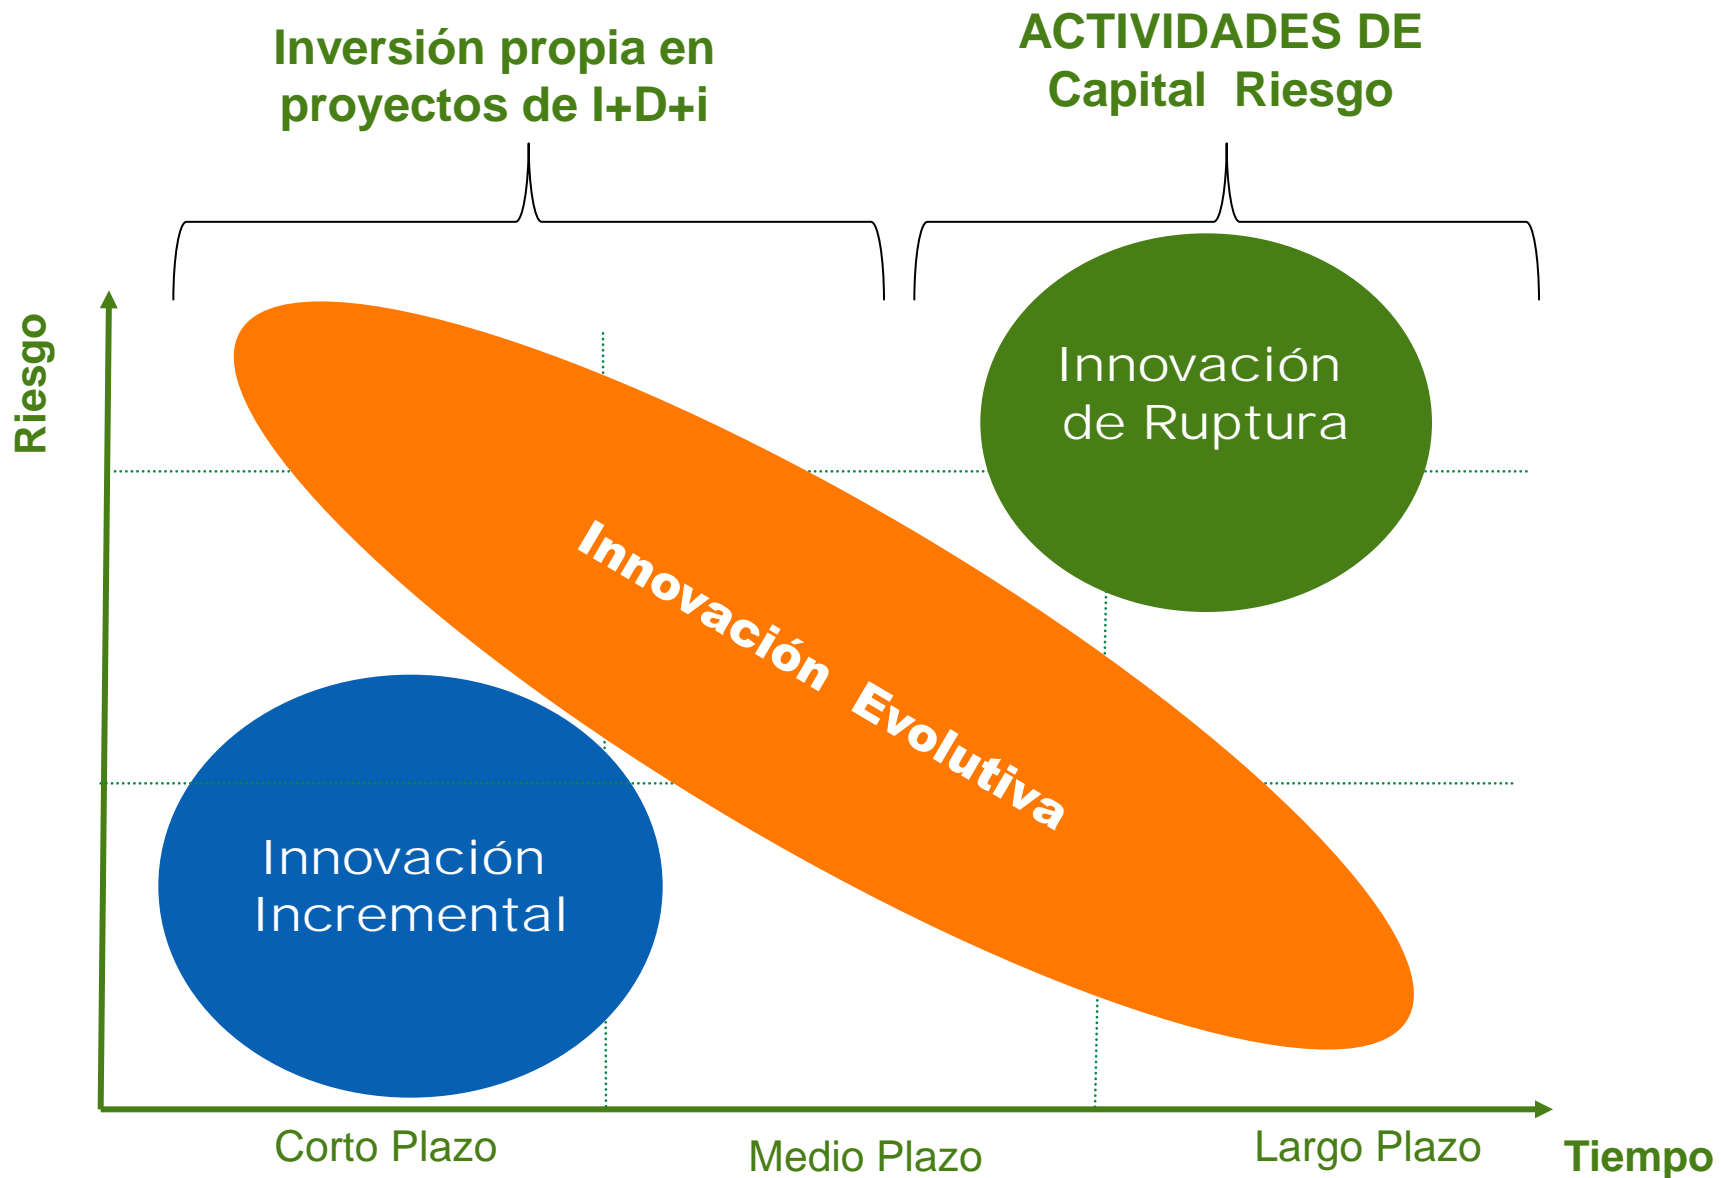 Inversión propia en
proyectos de I+D+i
ACTIVIDADES DE
Capital Riesgo
Riesgo
Innovación
de Ruptura
Innovación Evolutiva
Innovación
Incremental
Corto Plazo
Medio Plazo
Largo Plazo
Tiempo